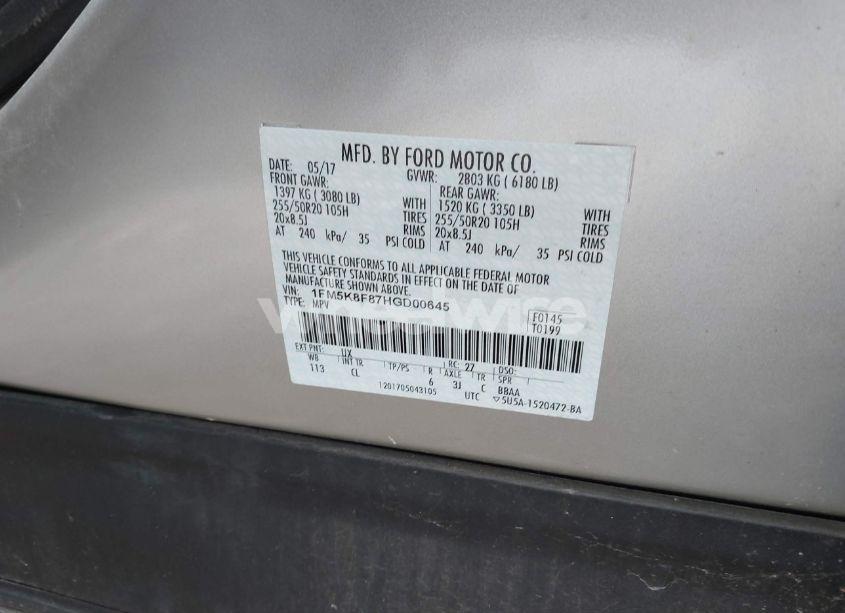 MFD. BY FORD MOTOR CO.
DATE: 05/17 GVWR: 2803 KG ( 6180 LB)
FRONT GAWR: REAR GAWR:
1397 KG ( 3080 LB) WITH 1520 KG ( 3350 LB) WITH
255/50R20 105H TIRES 255/50R20 105H TIRES
20x8.5J RIMS 20x8.5J RIMS
AT 240 kPa/ 35 PSI COLD AT 240 kPa/ 35 PSI COLD
THIS VEHICLE CONFORMS TO ALL APPLICABLE FEDERAL MOTOR
VEHICLE SAFETY STANDARDS IN EFFECT ON THE DATE OF
MANUFACTURE SHOWN ABOVE.
VIN: 1FM5K8F87HGD00645
TYPE: MPV
F0145
T0199
EXT PNT: UX RC: 27 DSO:
WB INT TR TP/PS R AXLE TR SPR
113 CL 6 3J C BBAA
1201705043105 UTC ▽5U5A-1520472-BA